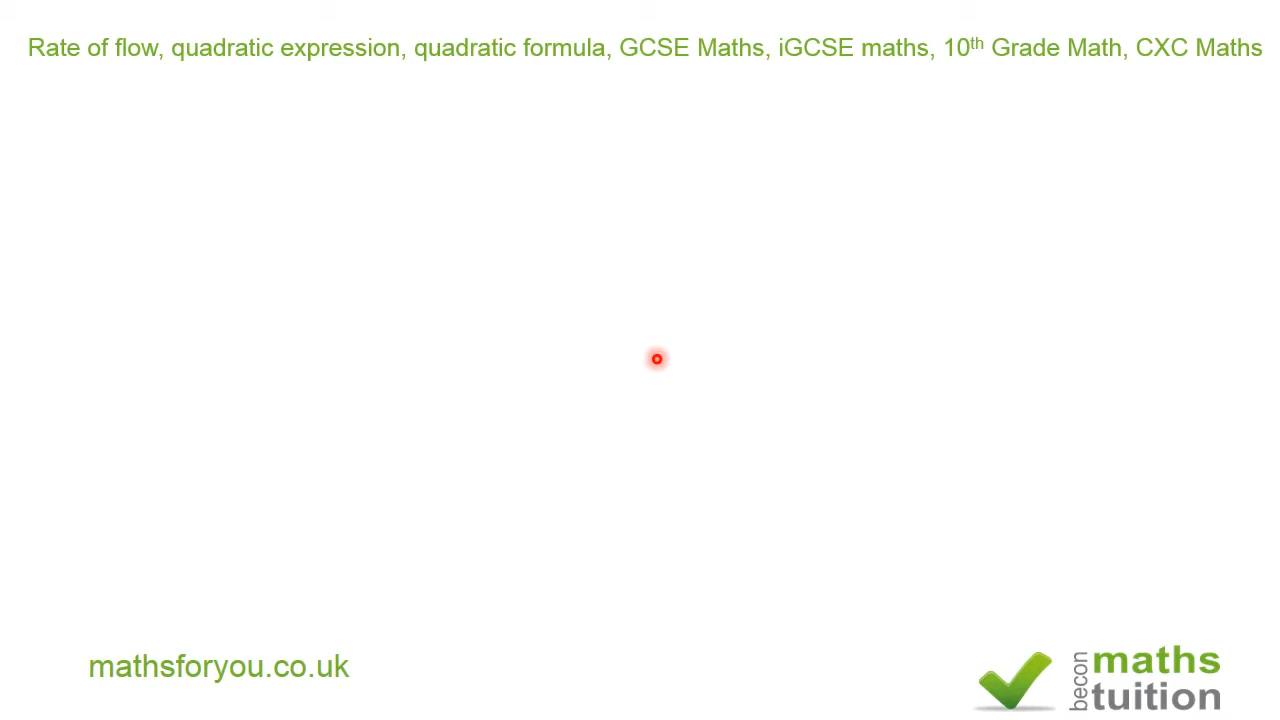 Rate of flow, quadratic expression, quadratic formula, GCSE Maths, iGCSE maths, 10th Grade Math, CXC Maths
mathsforyou.co.uk
becon
maths
tuition